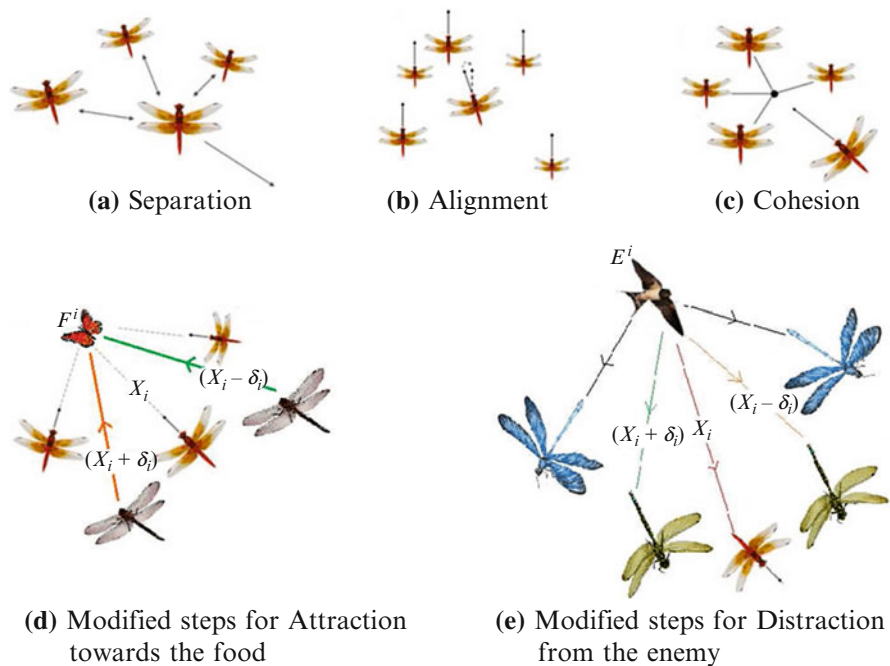 (a) Separation
(b) Alignment
(c) Cohesion
F^i
(X_i − δ_i)
X_i
(X_i + δ_i)
E^i
(X_i − δ_i)
(X_i + δ_i)
X_i
(d) Modified steps for Attraction
towards the food
(e) Modified steps for Distraction
from the enemy